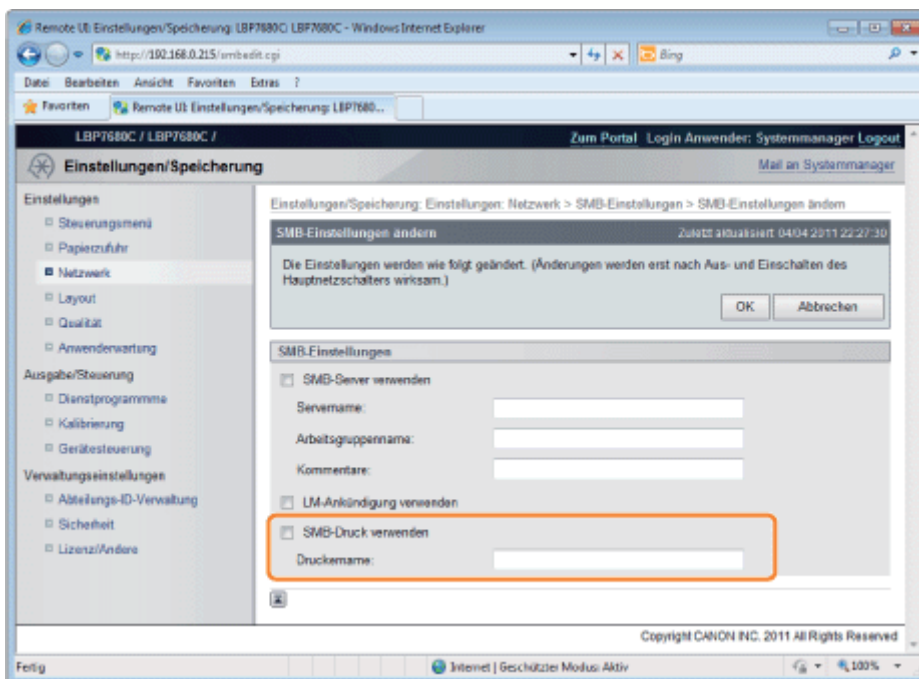 Remote UI: Einstellungen/Speicherung: LBP7680C: LBP7680C - Windows Internet Explorer
http://192.168.0.215/smbedit.cgi
Bing
Datei Bearbeiten Ansicht Favoriten Extras ?
Favoriten Remote UI: Einstellungen/Speicherung: LBP7680...
LBP7680C / LBP7680C / Zum Portal Login Anwender: Systemmanager Logout
Einstellungen/Speicherung Mail an Systemmanager
Einstellungen
Steuerungsmenü
Papierzufuhr
Netzwerk
Layout
Qualität
Anwenderwartung
Ausgabe/Steuerung
Dienstprogrammme
Kalibrierung
Gerätesteuerung
Verwaltungseinstellungen
Abteilungs-ID-Verwaltung
Sicherheit
Lizenz/Andere
Einstellungen/Speicherung: Einstellungen: Netzwerk > SMB-Einstellungen > SMB-Einstellungen ändern
SMB-Einstellungen ändern Zuletzt aktualisiert 04/04 2011 22:27:30
Die Einstellungen werden wie folgt geändert. (Änderungen werden erst nach Aus- und Einschalten des
Hauptnetzschalters wirksam.)
OK Abbrechen
SMB-Einstellungen
SMB-Server verwenden
Servername:
Arbeitsgruppenname:
Kommentare:
LM-Ankündigung verwenden
SMB-Druck verwenden
Druckername:
Copyright CANON INC. 2011 All Rights Reserved
Fertig Internet | Geschützter Modus: Aktiv 100%